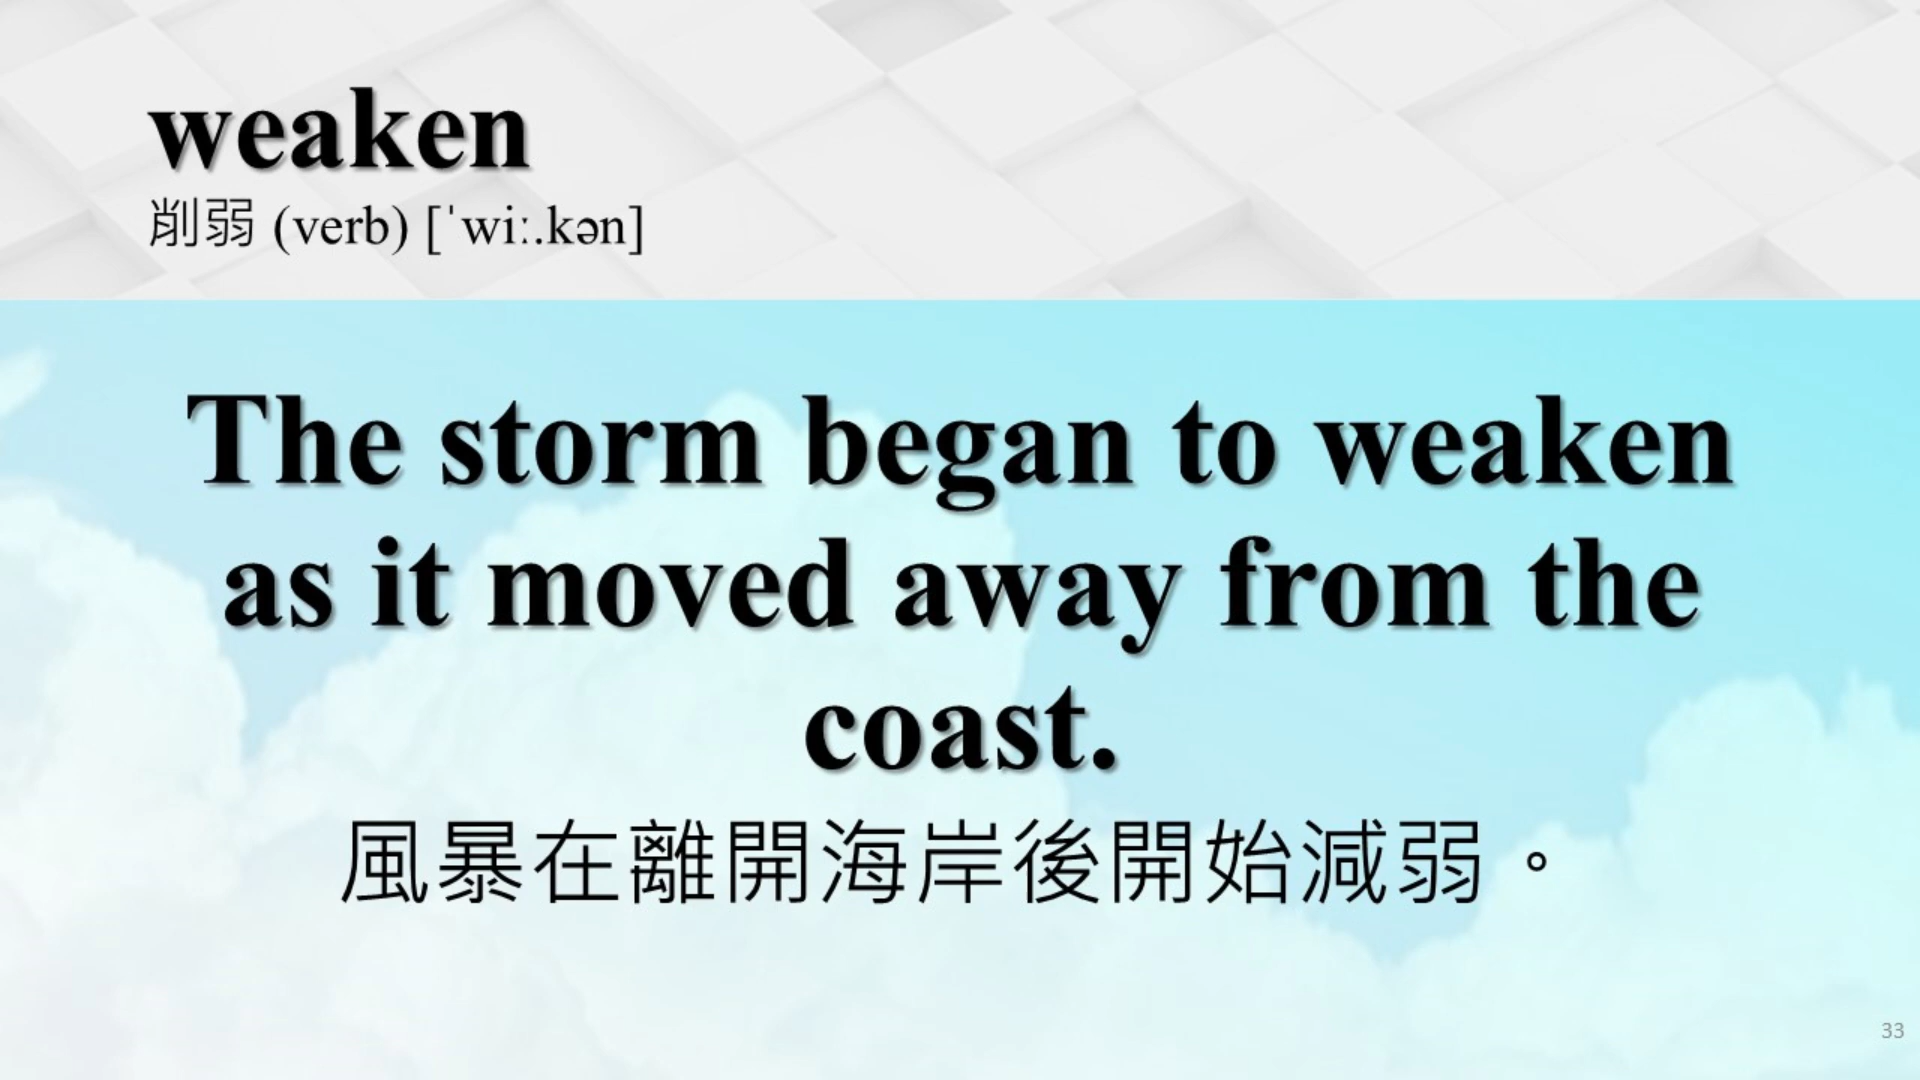 weaken
削弱 (verb) [ˈwiː.kən]
The storm began to weaken
as it moved away from the
coast.
風暴在離開海岸後開始減弱。
33